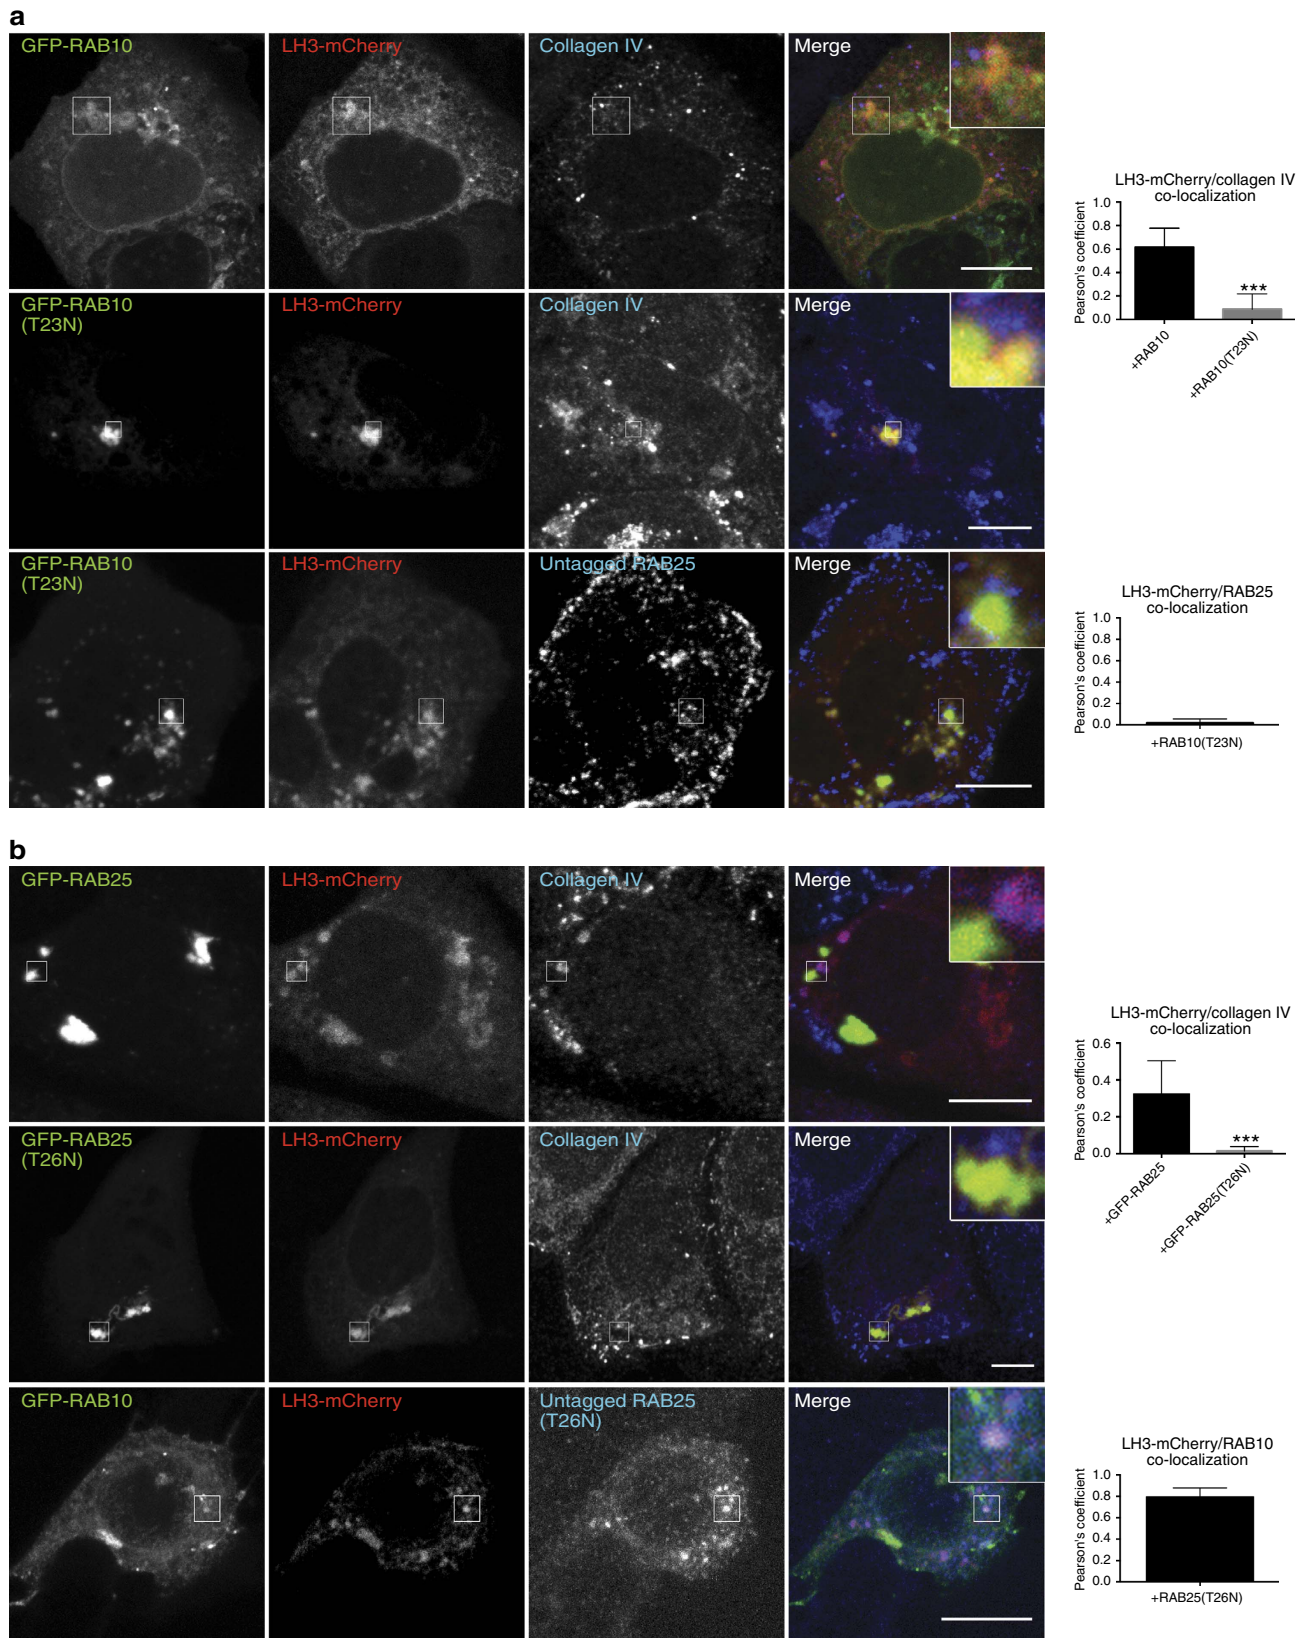 a
GFP-RAB10
LH3-mCherry
Collagen IV
Merge
LH3-mCherry/collagen IV
co-localization
Pearson's coefficient
1.0
0.8
0.6
0.4
0.2
0.0
***
+RAB10
+RAB10(T23N)
GFP-RAB10
(T23N)
LH3-mCherry
Collagen IV
Merge
GFP-RAB10
(T23N)
LH3-mCherry
Untagged RAB25
Merge
LH3-mCherry/RAB25
co-localization
Pearson's coefficient
1.0
0.8
0.6
0.4
0.2
0.0
+RAB10(T23N)
b
GFP-RAB25
LH3-mCherry
Collagen IV
Merge
LH3-mCherry/collagen IV
co-localization
Pearson's coefficient
0.6
0.4
0.2
0.0
***
+GFP-RAB25
+GFP-RAB25(T26N)
GFP-RAB25
(T26N)
LH3-mCherry
Collagen IV
Merge
GFP-RAB10
LH3-mCherry
Untagged RAB25
(T26N)
Merge
LH3-mCherry/RAB10
co-localization
Pearson's coefficient
1.0
0.8
0.6
0.4
0.2
0.0
+RAB25(T26N)